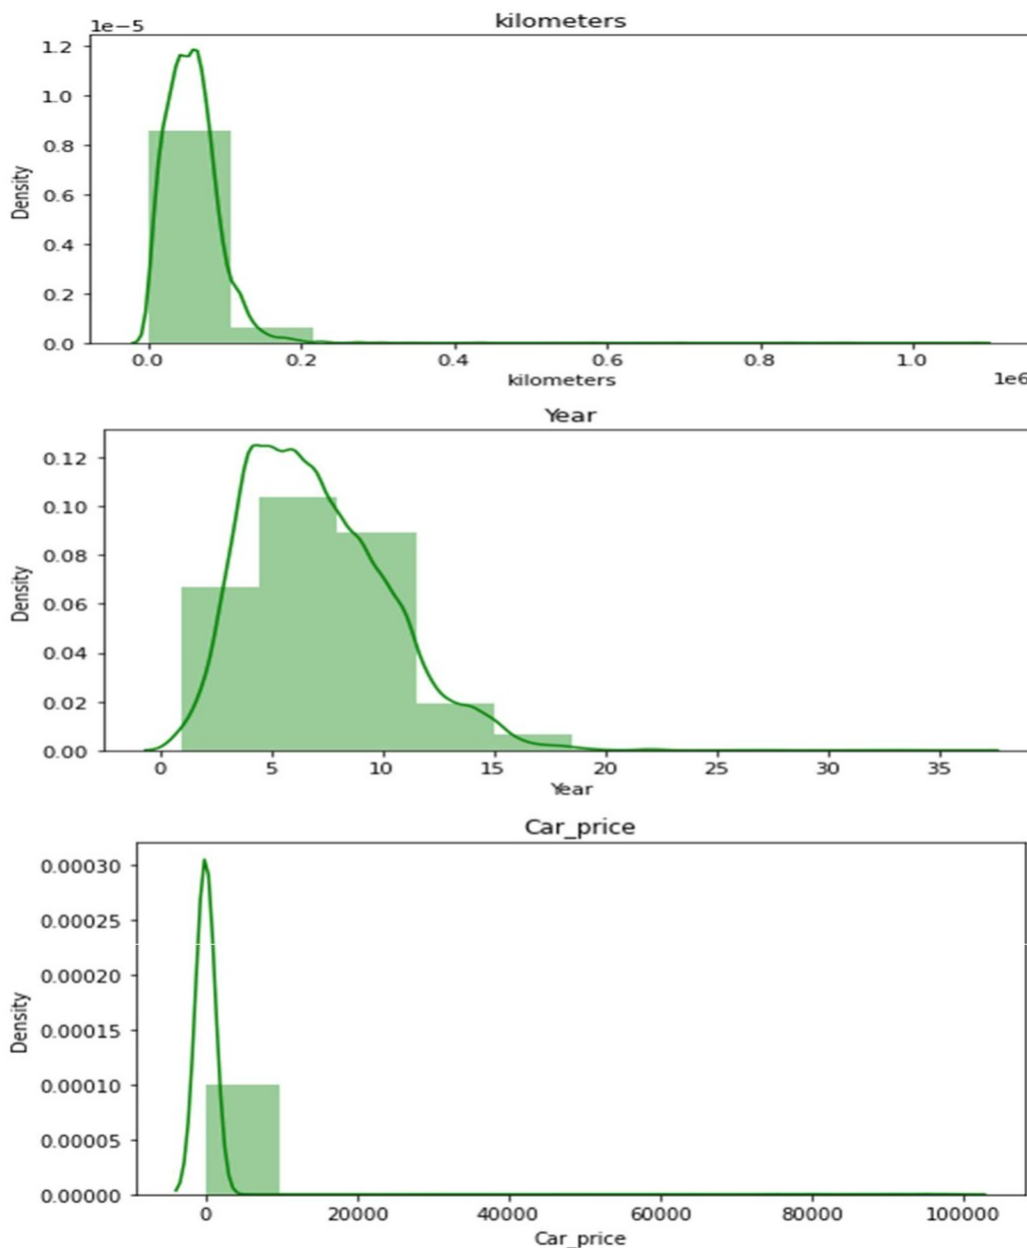 kilometers
1e−5
1.2
1.0
0.8
0.6
0.4
0.2
0.0
Density
0.0 0.2 0.4 0.6 0.8 1.0
kilometers
1e6
Year
0.12
0.10
0.08
0.06
0.04
0.02
0.00
Density
0 5 10 15 20 25 30 35
Year
Car_price
0.00030
0.00025
0.00020
0.00015
0.00010
0.00005
0.00000
Density
0 20000 40000 60000 80000 100000
Car_price